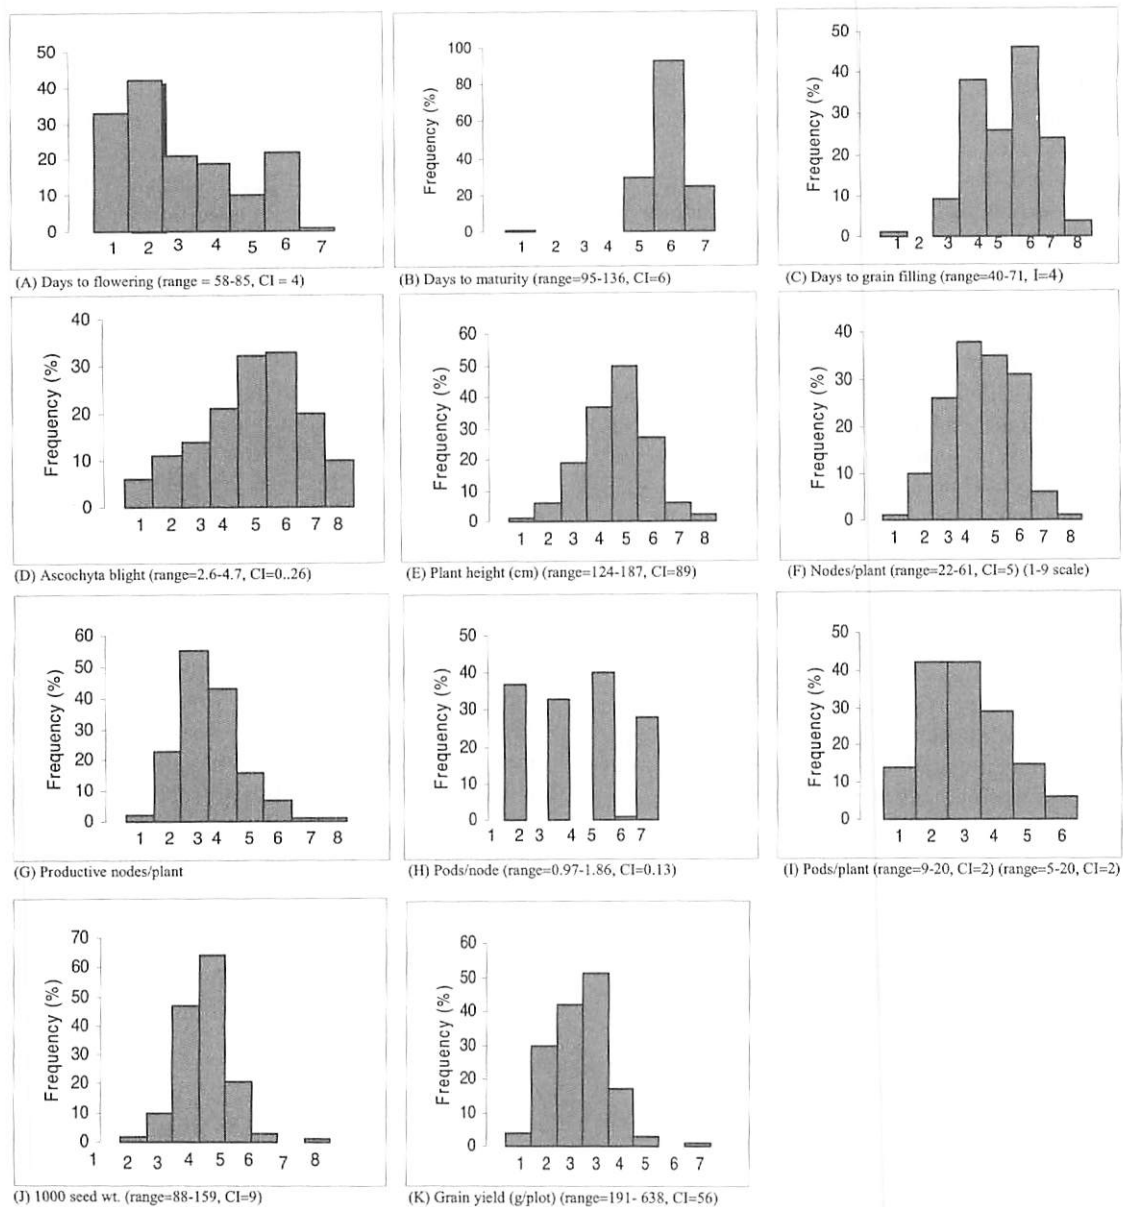 50
40
30
20
10
0
1 2 3 4 5 6 7
(A) Days to flowering (range = 58-85, CI = 4)
Frequency (%)
100
80
60
40
20
0
1 2 3 4 5 6 7
(B) Days to maturity (range=95-136, CI=6)
Frequency (%)
50
40
30
20
10
0
1 2 3 4 5 6 7 8
(C) Days to grain filling (range=40-71, I=4)
Frequency (%)
40
30
20
10
0
1 2 3 4 5 6 7 8
(D) Ascochyta blight (range=2.6-4.7, CI=0..26)
Frequency (%)
60
50
40
30
20
10
0
1 2 3 4 5 6 7 8
(E) Plant height (cm) (range=124-187, CI=89)
Frequency (%)
40
30
20
10
0
1 2 3 4 5 6 7 8
(F) Nodes/plant (range=22-61, CI=5) (1-9 scale)
Frequency (%)
60
50
40
30
20
10
0
1 2 3 4 5 6 7 8
(G) Productive nodes/plant
Frequency (%)
50
40
30
20
10
0
1 2 3 4 5 6 7
(H) Pods/node (range=0.97-1.86, CI=0.13)
Frequency (%)
50
40
30
20
10
0
1 2 3 4 5 6
(I) Pods/plant (range=9-20, CI=2) (range=5-20, CI=2)
Frequency (%)
70
60
50
40
30
20
10
0
1 2 3 4 5 6 7 8
(J) 1000 seed wt. (range=88-159, CI=9)
Frequency (%)
60
50
40
30
20
10
0
1 2 3 3 4 5 6 7
(K) Grain yield (g/plot) (range=191- 638, CI=56)